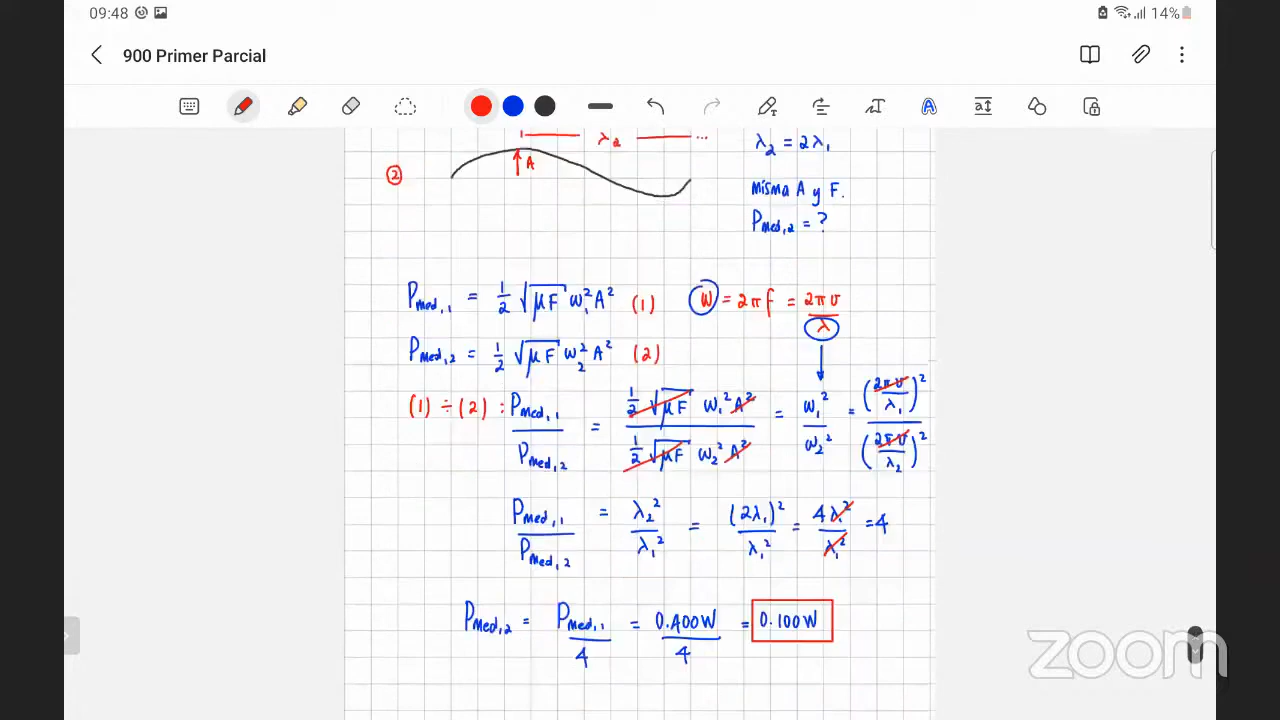 09:48
14%
900 Primer Parcial
λ₂ ...
λ₂ = 2λ₁
② A
misma A y F.
P_med,2 = ?
P_med,1 = 1/2 √μF ω₁² A² (1)
ω = 2πf = 2πv/λ
P_med,2 = 1/2 √μF ω₂² A² (2)
(1) ÷ (2) : P_med,1/P_med,2 = (1/2 √μF ω₁² A²)/(1/2 √μF ω₂² A²) = ω₁²/ω₂² = (2πv/λ₁)²/(2πv/λ₂)²
P_med,1/P_med,2 = λ₂²/λ₁² = (2λ₁)²/λ₁² = 4λ₁²/λ₁² = 4
P_med,2 = P_med,1/4 = 0.400W/4 = 0.100W
zoom